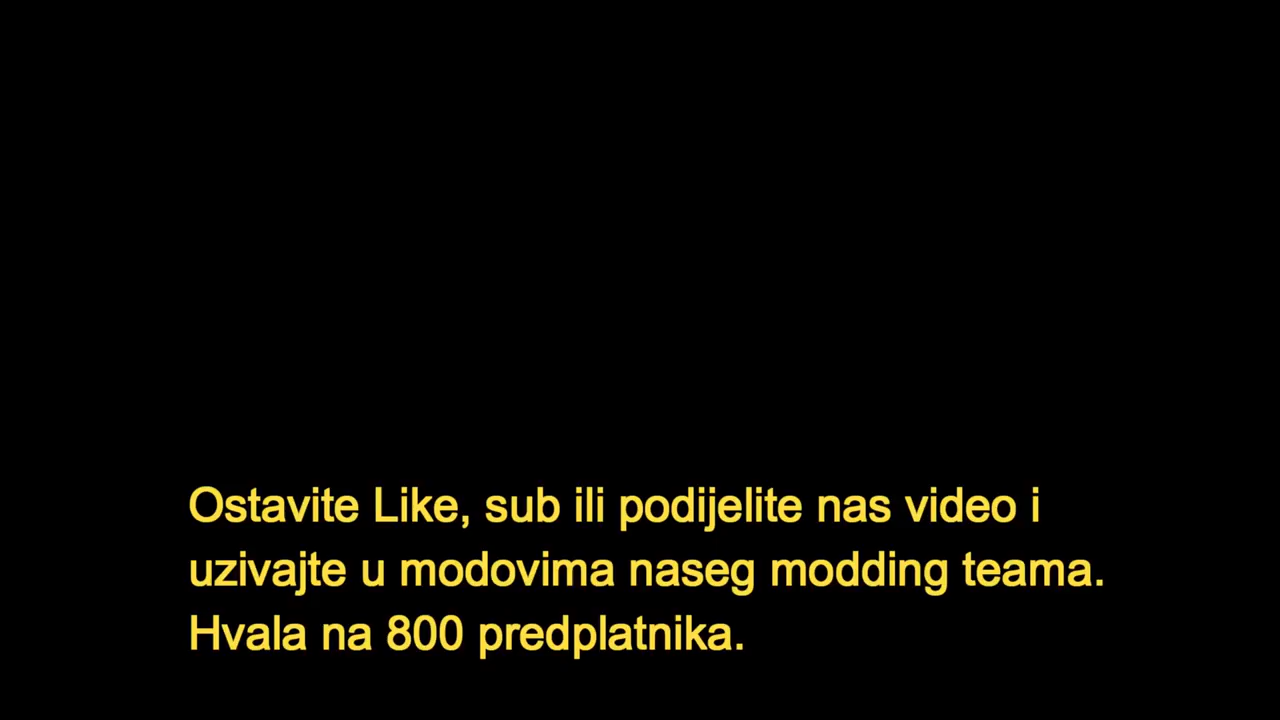 Ostavite Like, sub ili podijelite nas video i
uzivajte u modovima naseg modding teama.
Hvala na 800 predplatnika.